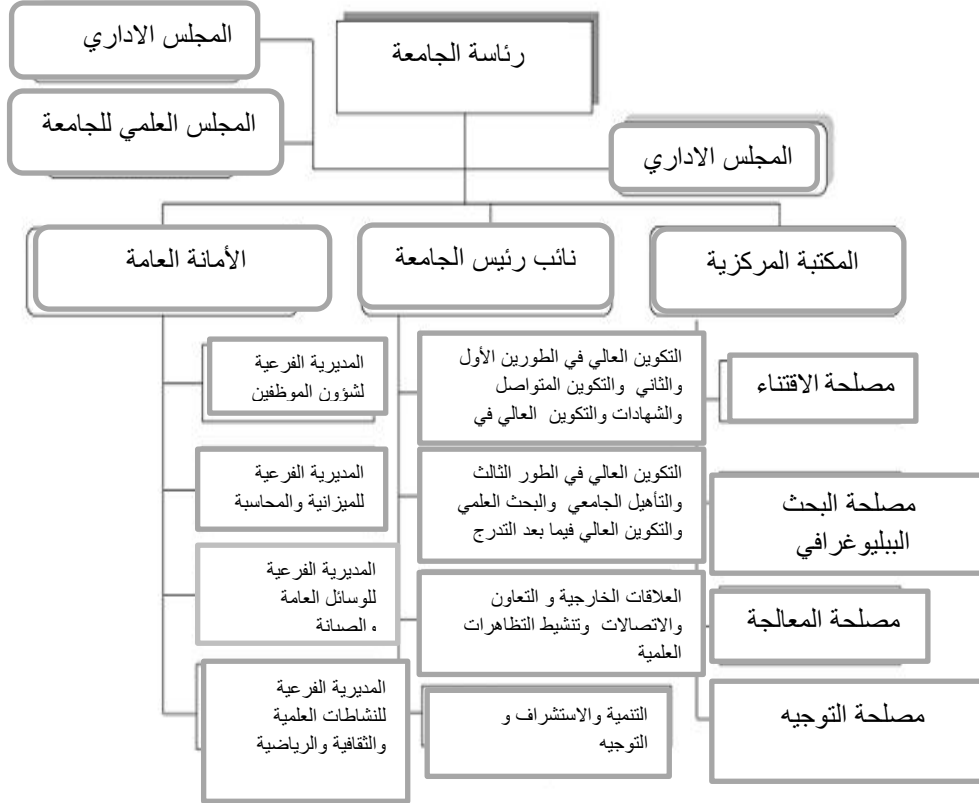 رئاسة الجامعة
المجلس الاداري
المجلس العلمي للجامعة
المجلس الاداري
المكتبة المركزية
نائب رئيس الجامعة
الأمانة العامة
مصلحة الاقتناء
مصلحة البحث
الببليوغرافي
مصلحة المعالجة
مصلحة التوجيه
التكوين العالي في الطورين الأول
والثاني والتكوين المتواصل
والشهادات والتكوين العالي في
التكوين العالي في الطور الثالث
والتأهيل الجامعي والبحث العلمي
والتكوين العالي فيما بعد التدرج
العلاقات الخارجية و التعاون
والاتصالات وتنشيط التظاهرات
العلمية
التنمية والاستشراف و
التوجيه
المديرية الفرعية
لشؤون الموظفين
المديرية الفرعية
للميزانية والمحاسبة
المديرية الفرعية
للوسائل العامة
والصيانة
المديرية الفرعية
للنشاطات العلمية
والثقافية والرياضية